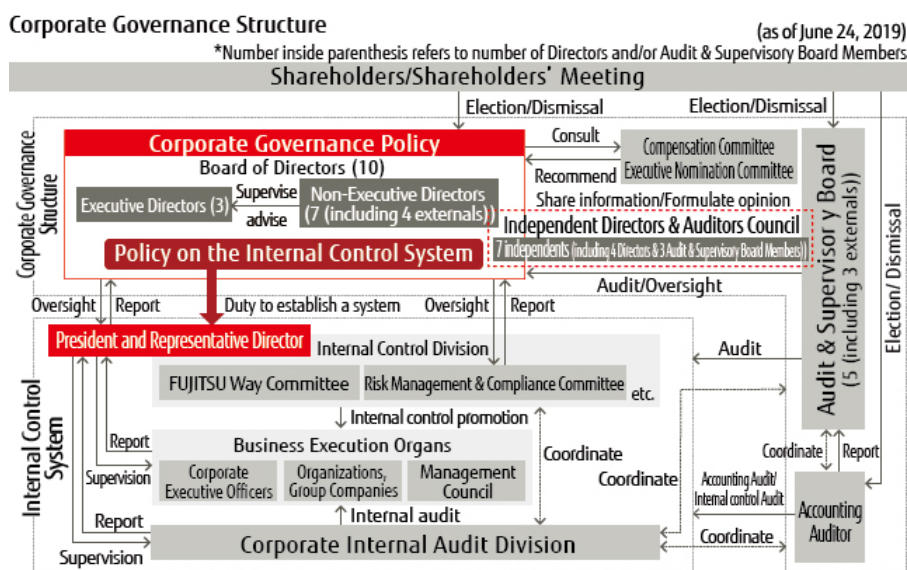 Corporate Governance Structure
(as of June 24, 2019)
*Number inside parenthesis refers to number of Directors and/or Audit & Supervisory Board Members
Shareholders/Shareholders' Meeting
Election/Dismissal
Election/Dismissal
Corporate Governance
Structure
Corporate Governance Policy
Board of Directors (10)
Executive Directors (3)
Supervise
advise
Non-Executive Directors
(7 (including 4 externals))
Consult
Recommend
Compensation Committee
Executive Nomination Committee
Share information/Formulate opinion
Independent Directors & Auditors Council
7 independents (including 4 Directors & 3 Audit & Supervisory Board Members))
Policy on the Internal Control System
Audit/Oversight
Audit & Supervisory Board
(5 (including 3 externals))
Election/ Dismissal
Oversight
Report
Duty to establish a system
Oversight
Report
Internal Control
System
President and Representative Director
Internal Control Division
FUJITSU Way Committee
Risk Management & Compliance Committee
etc.
Audit
Internal control promotion
Business Execution Organs
Corporate
Executive Officers
Organizations,
Group Companies
Management
Council
Report
Supervision
Coordinate
Coordinate
Coordinate
Report
Accounting Audit/
Internal control Audit
Accounting
Auditor
Internal audit
Report
Supervision
Corporate Internal Audit Division
Coordinate